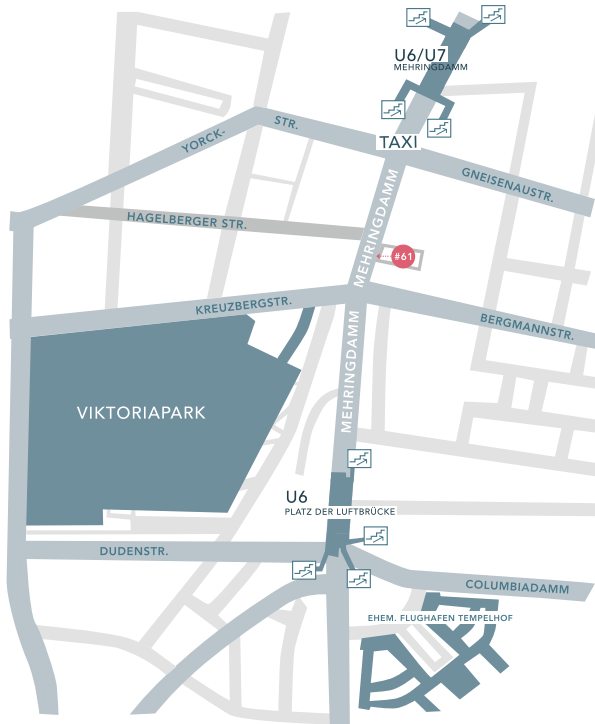 U6/U7
MEHRINGDAMM
TAXI
YORCK-
STR.
GNEISENAUSTR.
HAGELBERGER STR.
MEHRINGDAMM
#61
KREUZBERGSTR.
BERGMANNSTR.
MEHRINGDAMM
VIKTORIAPARK
U6
PLATZ DER LUFTBRÜCKE
DUDENSTR.
COLUMBIADAMM
EHEM. FLUGHAFEN TEMPELHOF